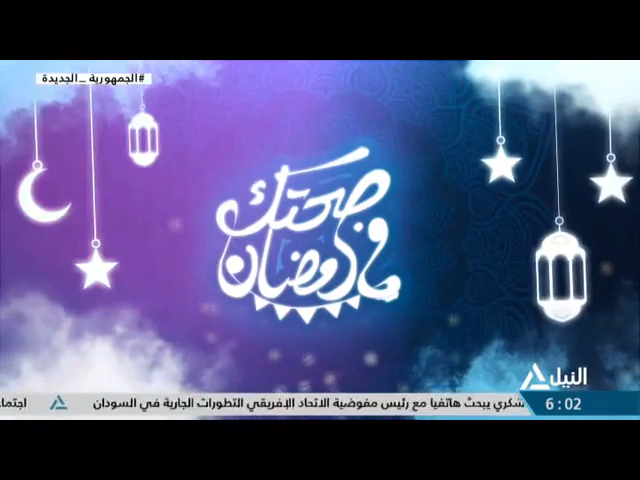 #الجمهورية_الجديدة
صحتك
في رمضان
النيل
6:02
شكري يبحث هاتفيا مع رئيس مفوضية الاتحاد الإفريقي التطورات الجارية في السودان